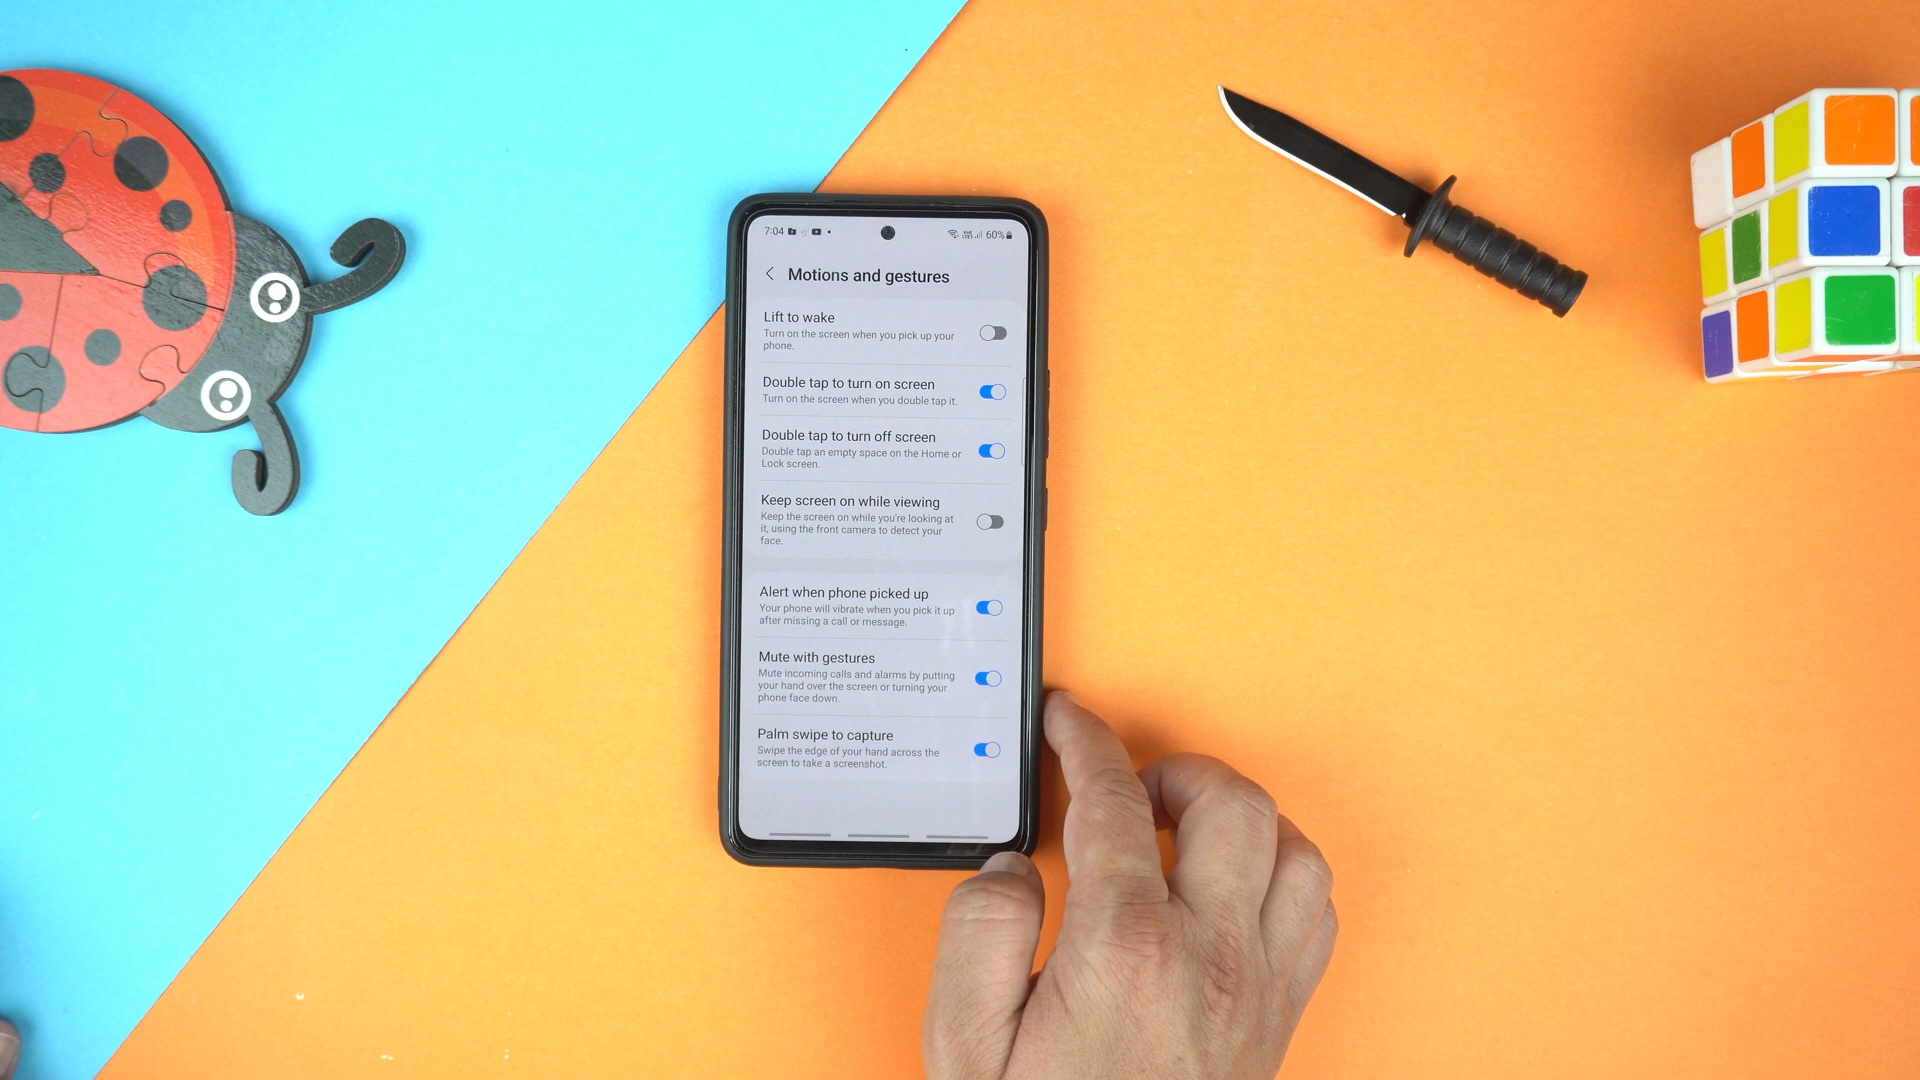 7:04 60%
Motions and gestures
Lift to wake
Turn on the screen when you pick up your
phone.
Double tap to turn on screen
Turn on the screen when you double tap it.
Double tap to turn off screen
Double tap an empty space on the Home or
Lock screen.
Keep screen on while viewing
Keep the screen on while you're looking at
it, using the front camera to detect your
face.
Alert when phone picked up
Your phone will vibrate when you pick it up
after missing a call or message.
Mute with gestures
Mute incoming calls and alarms by putting
your hand over the screen or turning your
phone face down.
Palm swipe to capture
Swipe the edge of your hand across the
screen to take a screenshot.